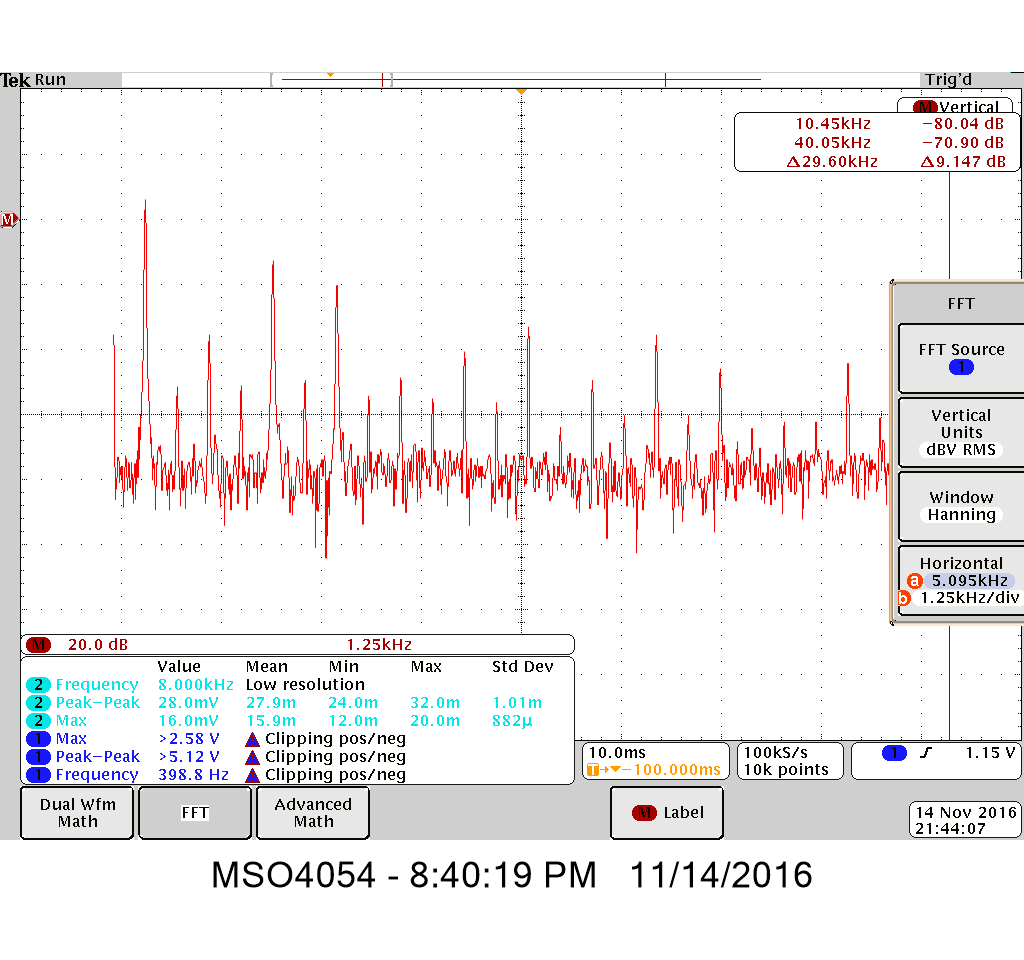 Tek Run Trig'd
M Vertical
10.45kHz −80.04 dB
40.05kHz −70.90 dB
Δ29.60kHz Δ9.147 dB
M
FFT
FFT Source
1
Vertical
Units
dBV RMS
Window
Hanning
Horizontal
a 5.095kHz
b 1.25kHz/div
M 20.0 dB 1.25kHz
Value Mean Min Max Std Dev
2 Frequency 8.000kHz Low resolution
2 Peak−Peak 28.0mV 27.9m 24.0m 32.0m 1.01m
2 Max 16.0mV 15.9m 12.0m 20.0m 882µ
1 Max >2.58 V Clipping pos/neg
1 Peak−Peak >5.12 V Clipping pos/neg
1 Frequency 398.8 Hz Clipping pos/neg
10.0ms
T→▼−100.000ms
100kS/s
10k points
1 ʃ 1.15 V
Dual Wfm
Math
FFT
Advanced
Math
M Label
14 Nov 2016
21:44:07
MSO4054 - 8:40:19 PM 11/14/2016